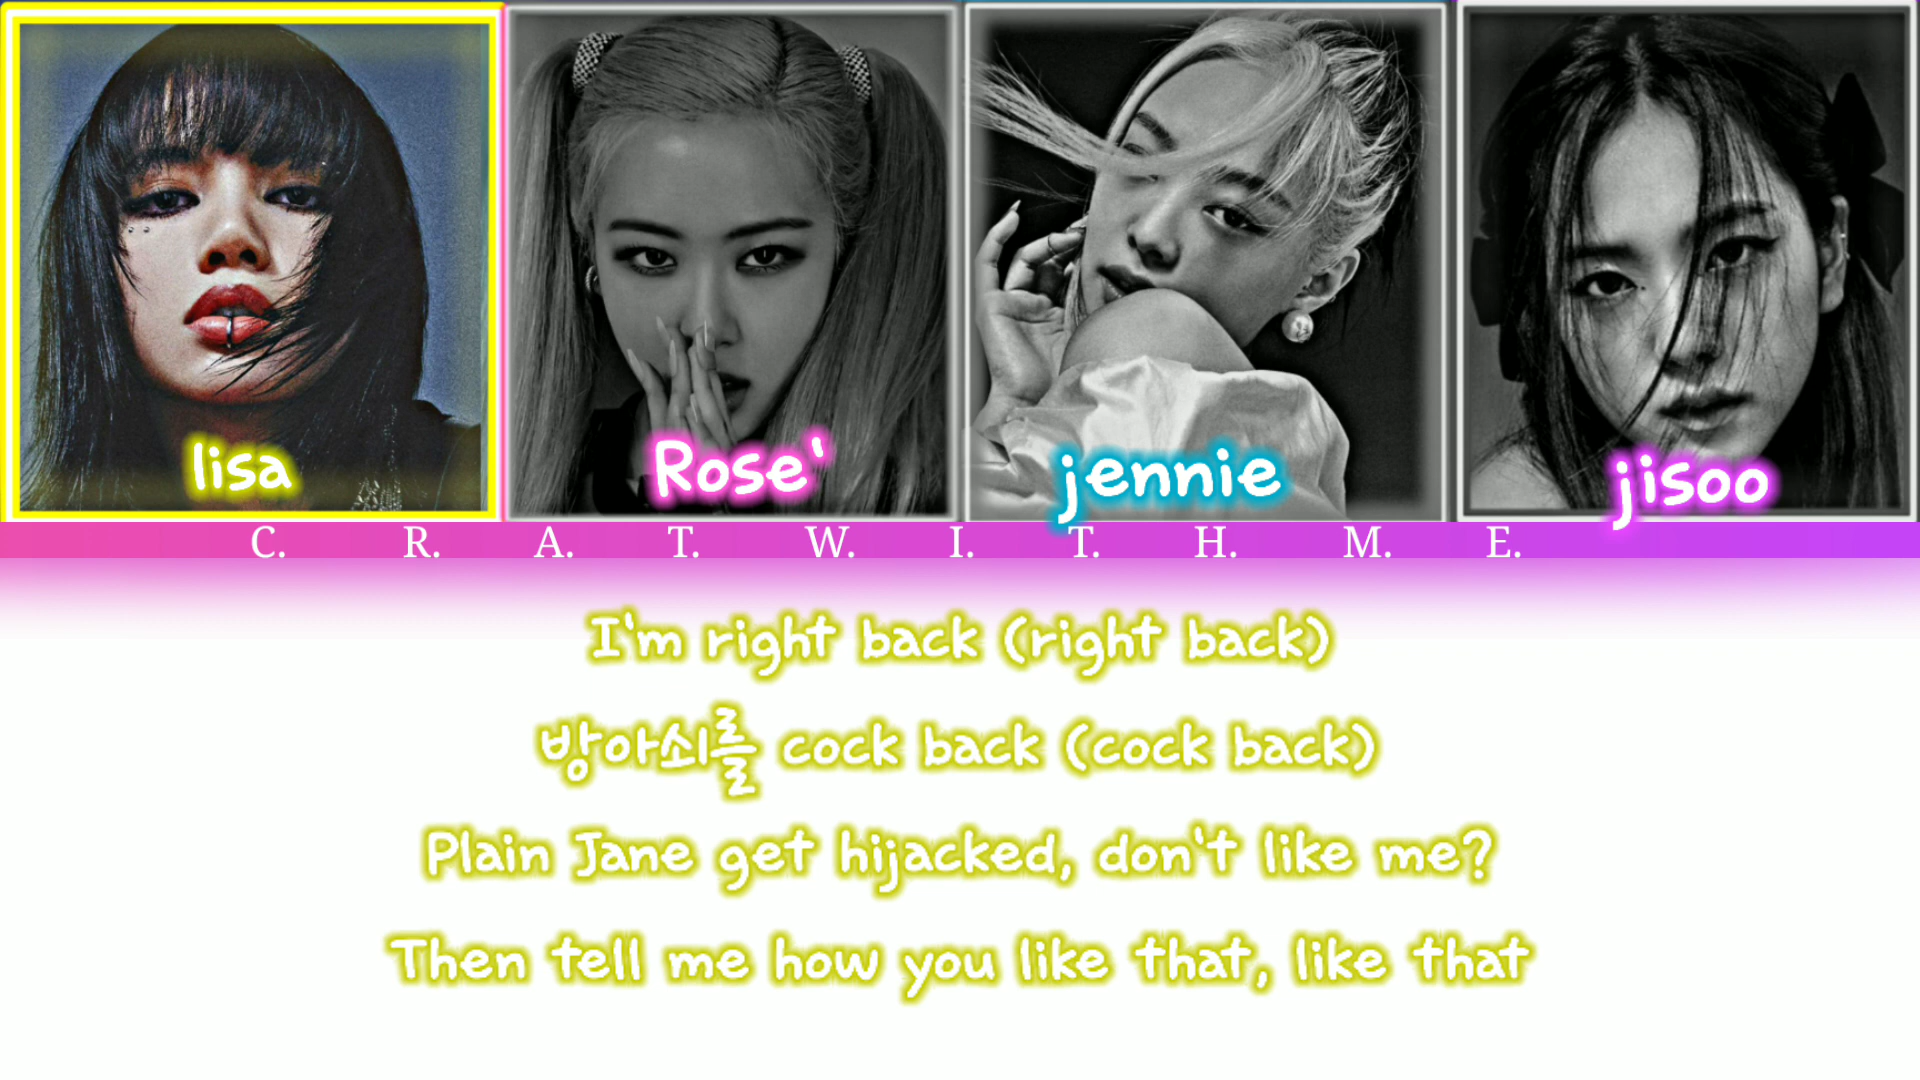 lisa Rose' jennie jisoo
C. R. A. T. W. I. T. H. M. E.
I'm right back (right back)
방아쇠를 cock back (cock back)
Plain Jane get hijacked, don't like me?
Then tell me how you like that, like that